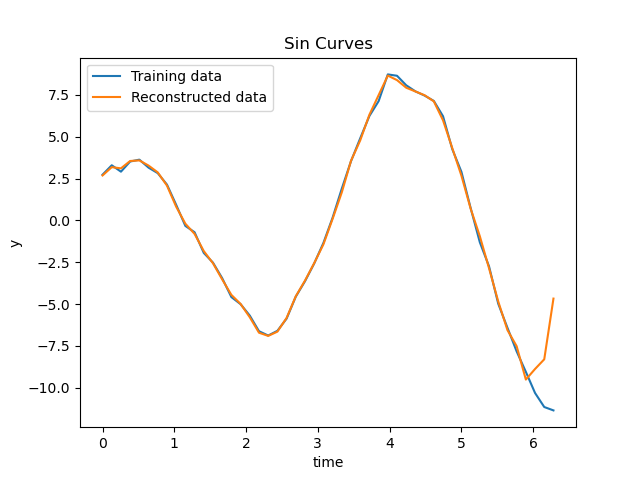 Sin Curves
Training data
Reconstructed data
7.5
5.0
2.5
0.0
−2.5
−5.0
−7.5
−10.0
y
0 1 2 3 4 5 6
time